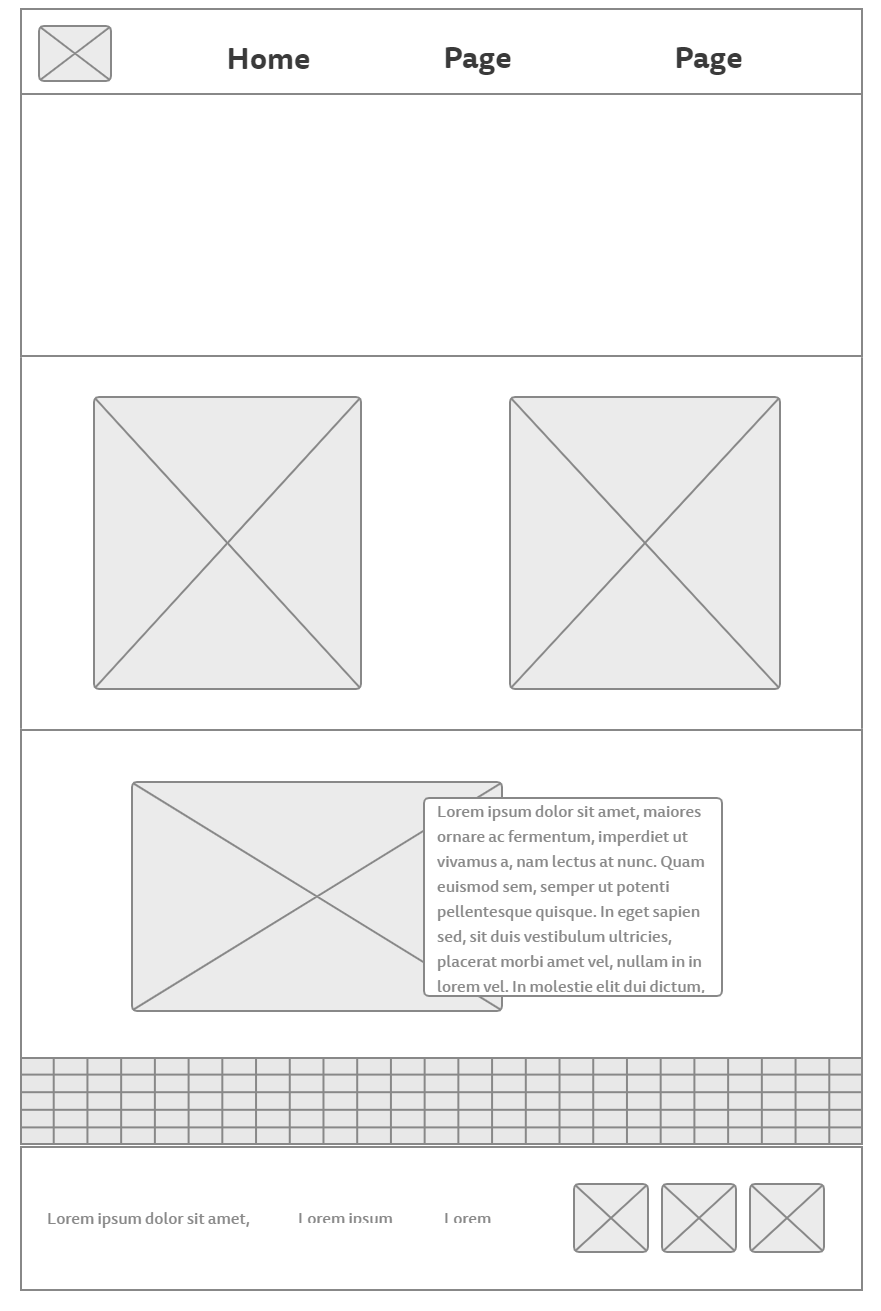 Home Page Page
Lorem ipsum dolor sit amet, maiores
ornare ac fermentum, imperdiet ut
vivamus a, nam lectus at nunc. Quam
euismod sem, semper ut potenti
pellentesque quisque. In eget sapien
sed, sit duis vestibulum ultricies,
placerat morbi amet vel, nullam in in
lorem vel. In molestie elit dui dictum,
Lorem ipsum dolor sit amet, Lorem ipsum Lorem